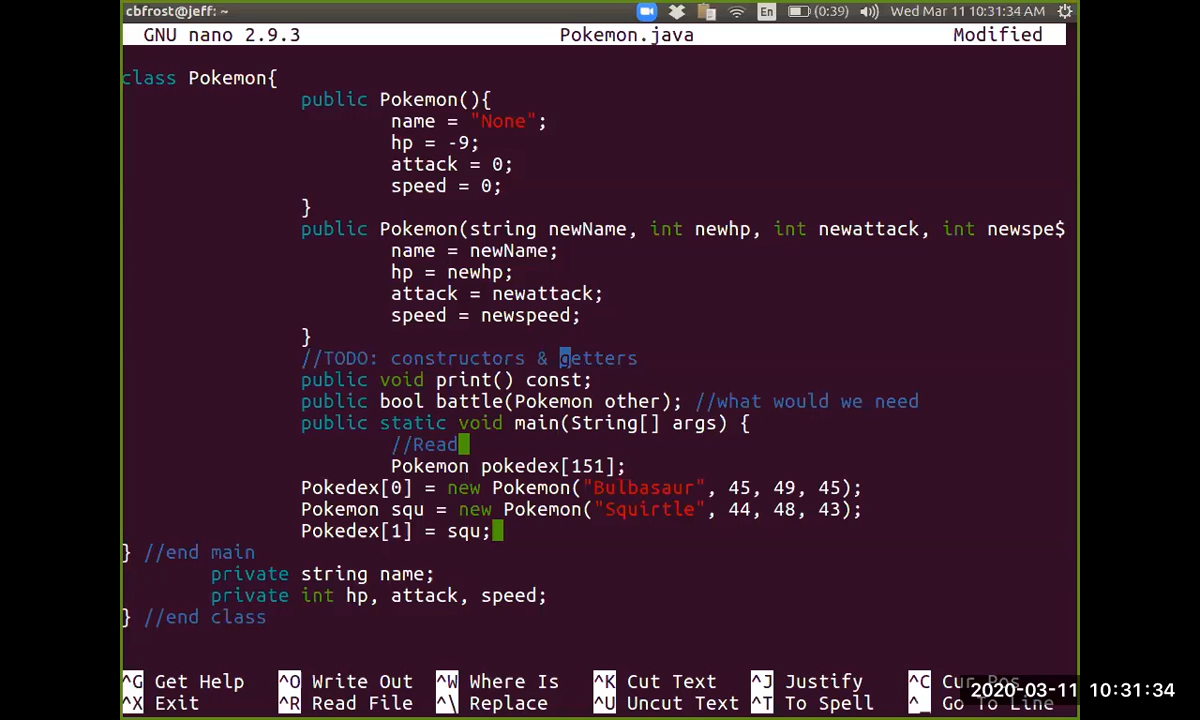 cbfrost@jeff: ~ En (0:39) Wed Mar 11 10:31:34 AM
GNU nano 2.9.3 Pokemon.java Modified
class Pokemon{
public Pokemon(){
name = "None";
hp = -9;
attack = 0;
speed = 0;
}
public Pokemon(string newName, int newhp, int newattack, int newspe$
name = newName;
hp = newhp;
attack = newattack;
speed = newspeed;
}
//TODO: constructors & getters
public void print() const;
public bool battle(Pokemon other); //what would we need
public static void main(String[] args) {
//Read
Pokemon pokedex[151];
Pokedex[0] = new Pokemon("Bulbasaur", 45, 49, 45);
Pokemon squ = new Pokemon("Squirtle", 44, 48, 43);
Pokedex[1] = squ;
} //end main
private string name;
private int hp, attack, speed;
} //end class
^G Get Help ^O Write Out ^W Where Is ^K Cut Text ^J Justify ^C Cur Pos
^X Exit ^R Read File ^\ Replace ^U Uncut Text ^T To Spell ^_ Go To Line
2020-03-11 10:31:34